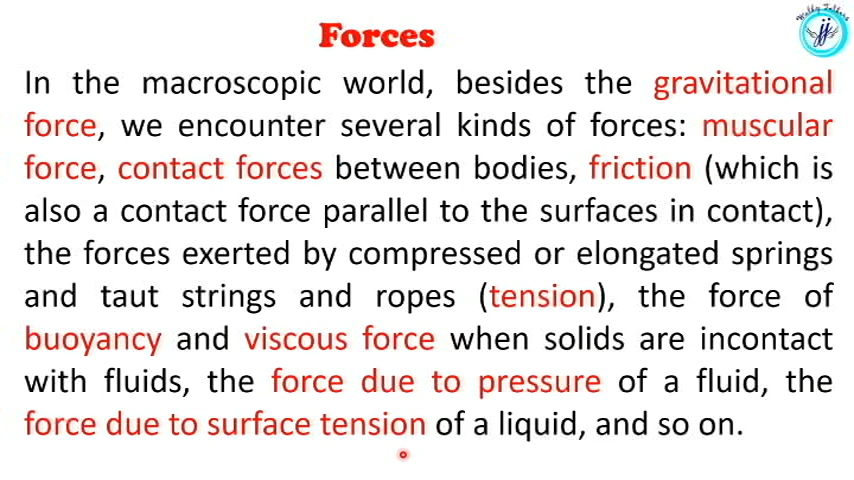 Forces
Walky Talkers
jj
In the macroscopic world, besides the gravitational
force, we encounter several kinds of forces: muscular
force, contact forces between bodies, friction (which is
also a contact force parallel to the surfaces in contact),
the forces exerted by compressed or elongated springs
and taut strings and ropes (tension), the force of
buoyancy and viscous force when solids are incontact
with fluids, the force due to pressure of a fluid, the
force due to surface tension of a liquid, and so on.